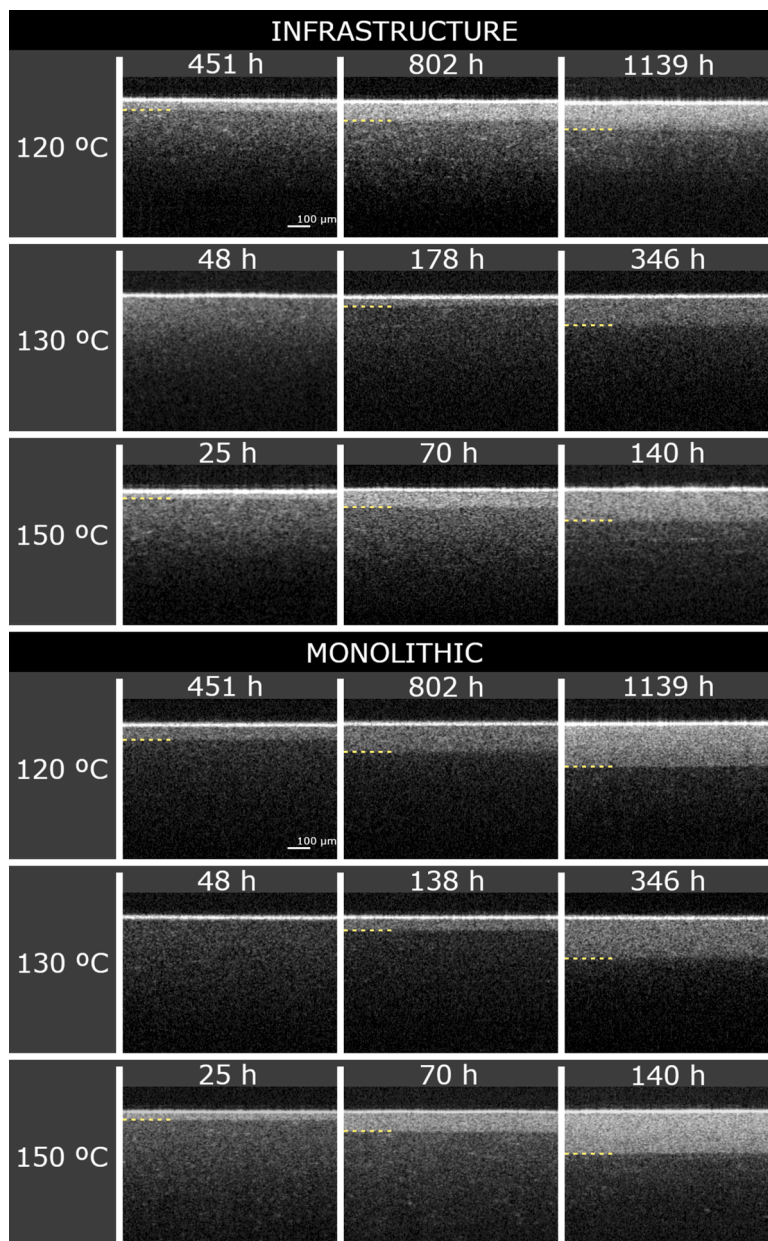 INFRASTRUCTURE
451 h 802 h 1139 h
120 ºC
100 µm
48 h 178 h 346 h
130 ºC
25 h 70 h 140 h
150 ºC
MONOLITHIC
451 h 802 h 1139 h
120 ºC
100 µm
48 h 138 h 346 h
130 ºC
25 h 70 h 140 h
150 ºC